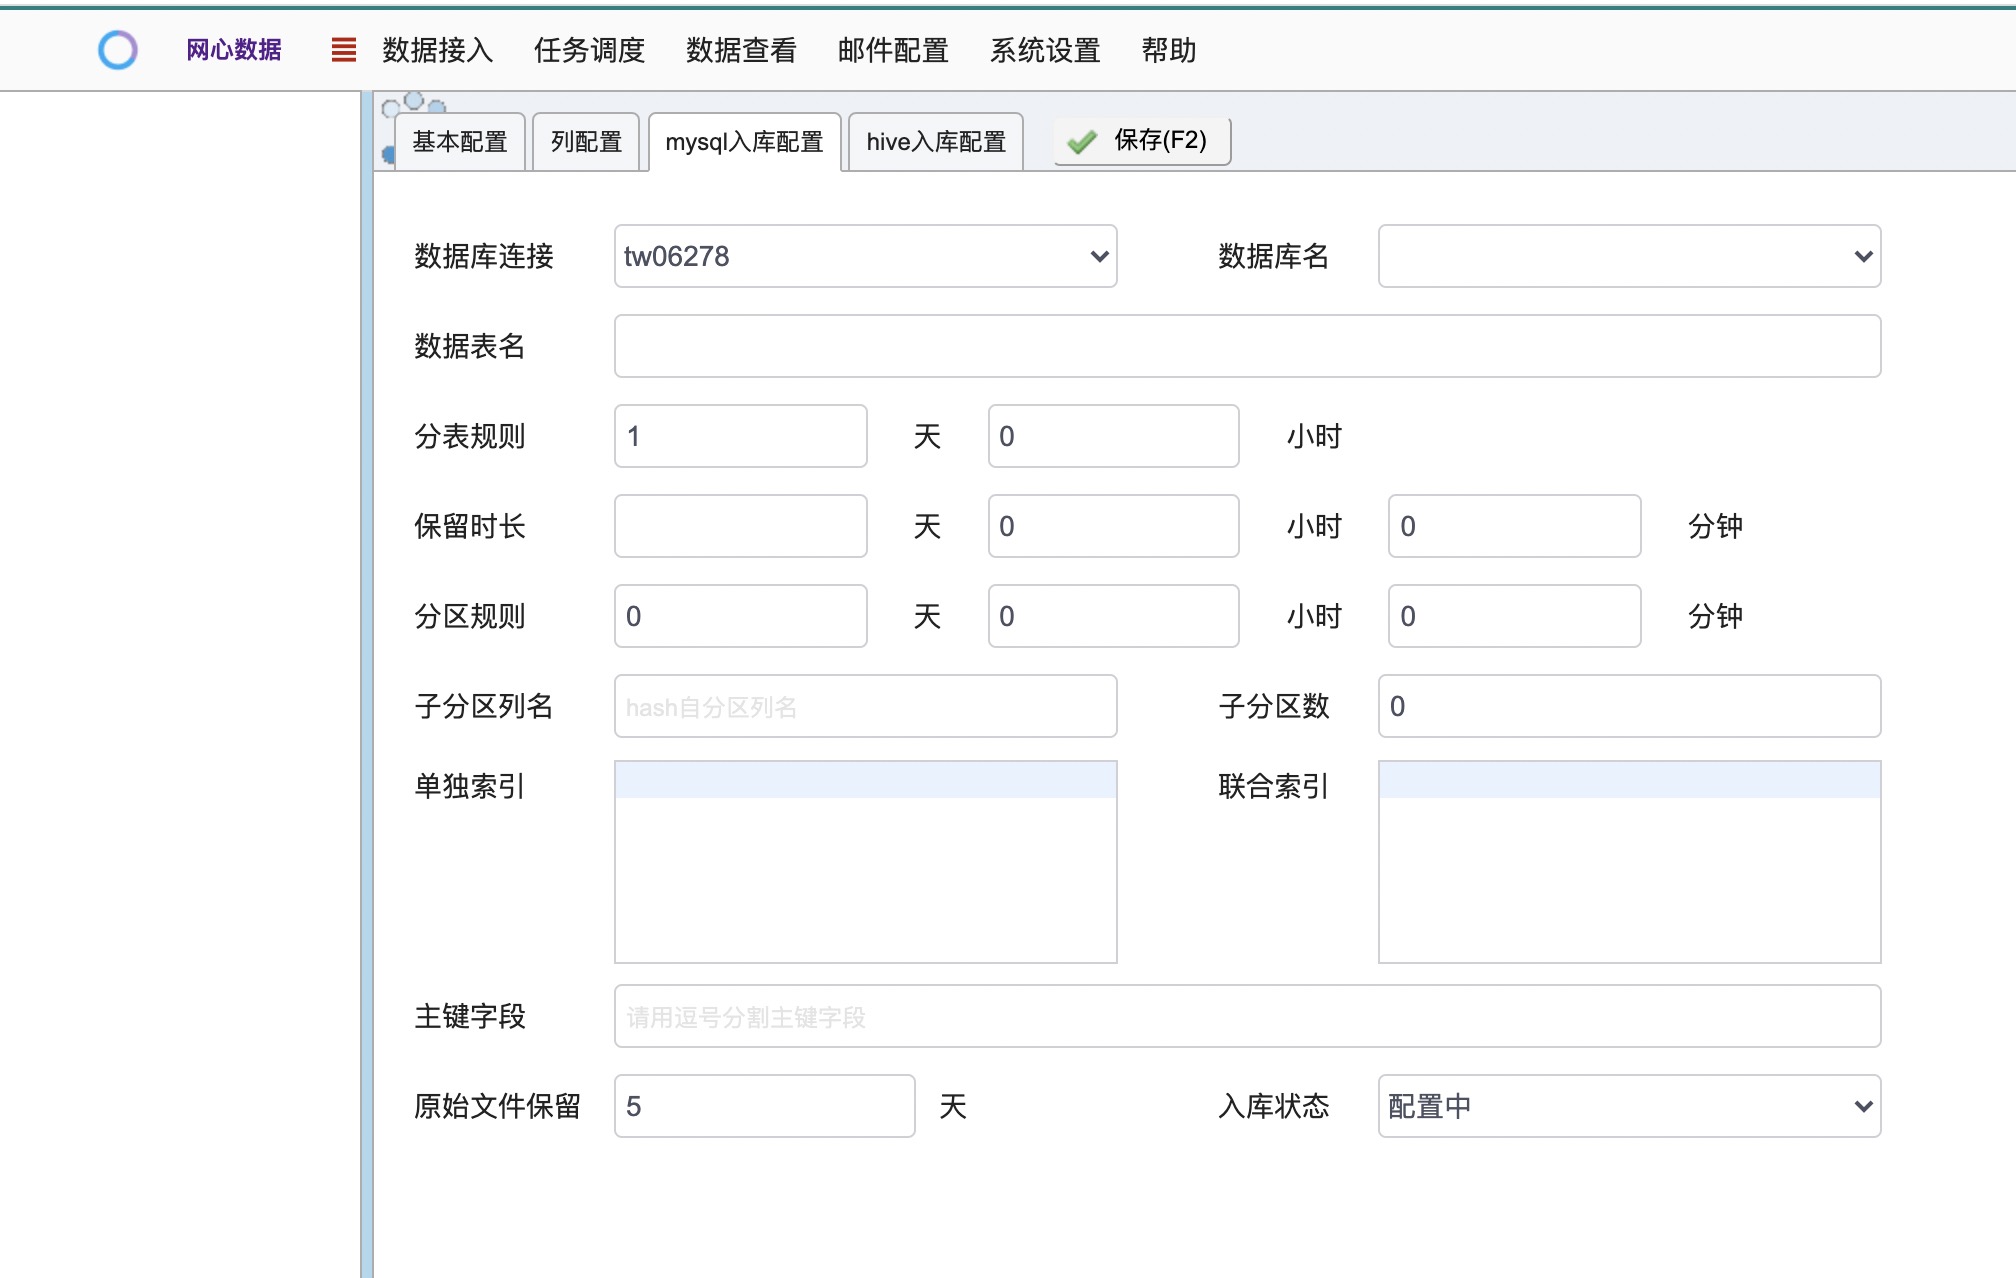 网心数据 数据接入 任务调度 数据查看 邮件配置 系统设置 帮助
基本配置 列配置 mysql入库配置 hive入库配置 保存(F2)
数据库连接 tw06278 数据库名
数据表名
分表规则 1 天 0 小时
保留时长 天 0 小时 0 分钟
分区规则 0 天 0 小时 0 分钟
子分区列名 hash自分区列名 子分区数 0
单独索引 联合索引
主键字段 请用逗号分割主键字段
原始文件保留 5 天 入库状态 配置中